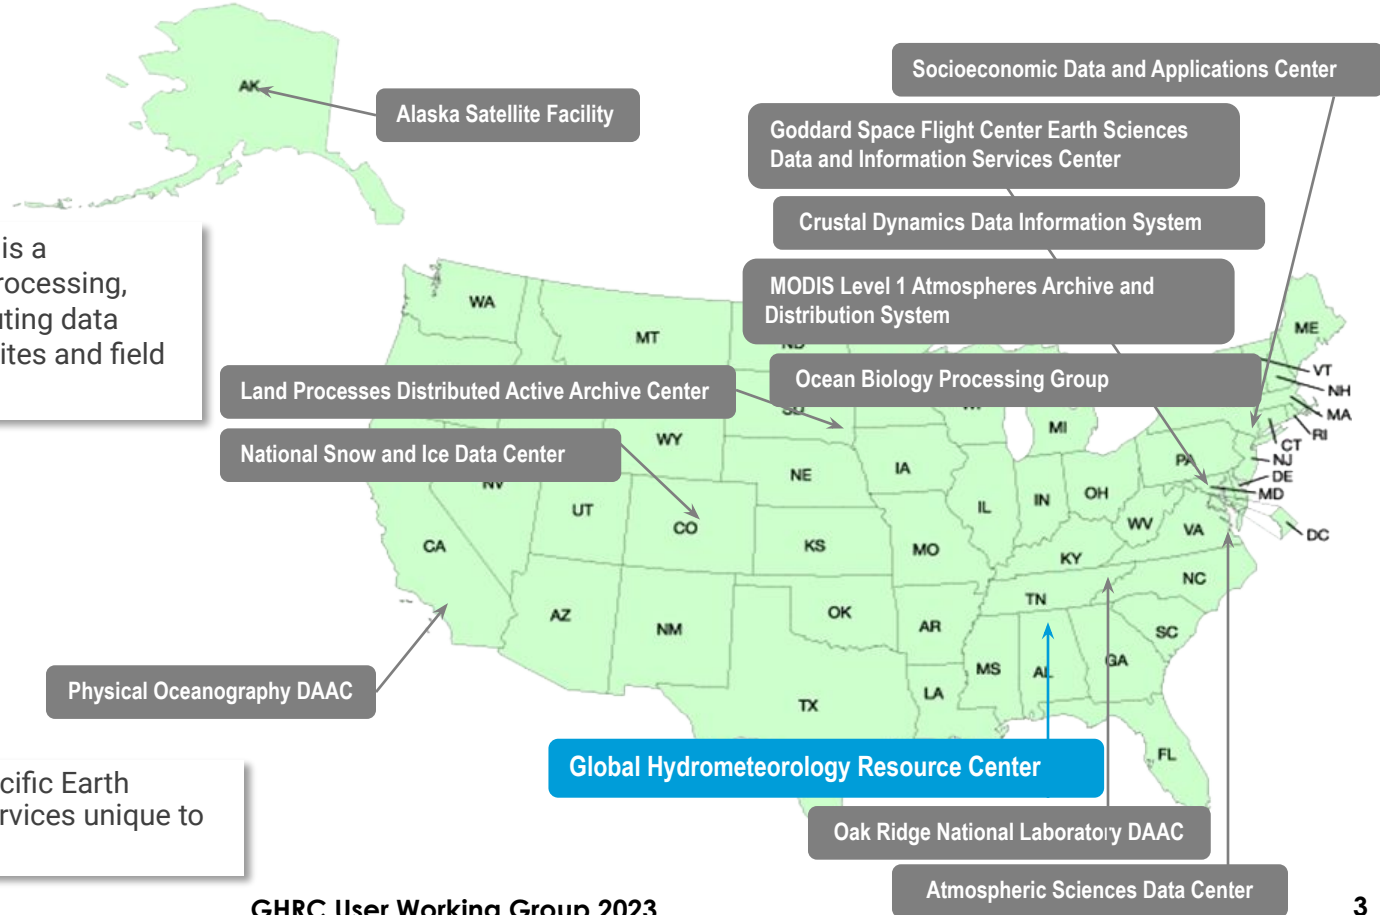 Socioeconomic Data and Applications Center
AK
Alaska Satellite Facility
Goddard Space Flight Center Earth Sciences
Data and Information Services Center
Crustal Dynamics Data Information System
is a
rocessing,
uting data
ites and field
MODIS Level 1 Atmospheres Archive and
Distribution System
WA
MT
ND
ME
VT
NH
MA
RI
CT
NJ
DE
MD
DC
Ocean Biology Processing Group
Land Processes Distributed Active Archive Center
SD
WI
MI
National Snow and Ice Data Center
WY
NE
IA
PA
NV
UT
CO
KS
MO
IL
IN
OH
WV
VA
KY
CA
AZ
NM
OK
AR
TN
NC
SC
MS
AL
GA
LA
TX
FL
Physical Oceanography DAAC
Global Hydrometeorology Resource Center
cific Earth
rvices unique to
Oak Ridge National Laboratory DAAC
Atmospheric Sciences Data Center
GHRC User Working Group 2023
3